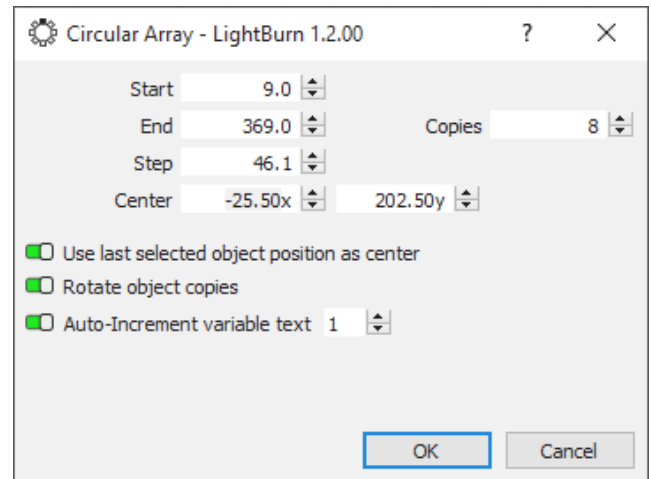 Circular Array - LightBurn 1.2.00 ?
Start 9.0
End 369.0 Copies 8
Step 46.1
Center -25.50x 202.50y
Use last selected object position as center
Rotate object copies
Auto-Increment variable text 1
OK Cancel